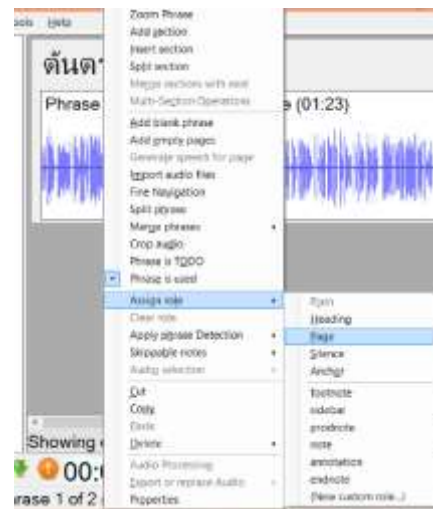 Zoom Phrase
ools Help
Add section
Insert section
Split section
Merge sections with next
Multi-Section Operations
ต้นตร
Phrase
(01:23)
Add blank phrase
Add empty pages
Generate speech for page
Import audio files
Fine Navigation
Split phrase
Merge phrases
Crop audio
Phrase is TODO
Phrase is used
Assign role
Clear role
Apply phrase Detection
Skippable notes
Audio selection
Cut
Copy
Paste
Delete
Audio Processing
Export or replace Audio
Properties
Plain
Heading
Page
Silence
Anchor
footnote
sidebar
prodnote
note
annotation
endnote
(New custom role...)
Showing
00:
rase 1 of 2